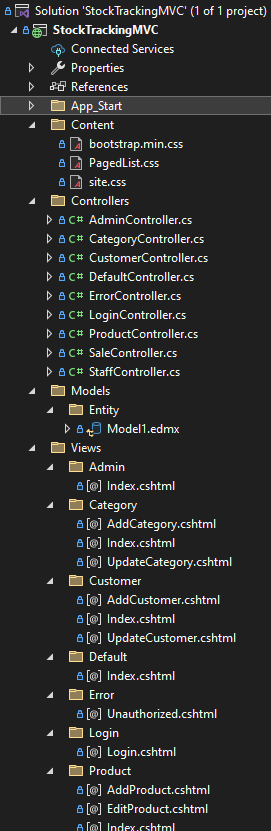 Solution 'StockTrackingMVC' (1 of 1 project)
StockTrackingMVC
Connected Services
Properties
References
App_Start
Content
bootstrap.min.css
PagedList.css
site.css
Controllers
C# AdminController.cs
C# CategoryController.cs
C# CustomerController.cs
C# DefaultController.cs
C# ErrorController.cs
C# LoginController.cs
C# ProductController.cs
C# SaleController.cs
C# StaffController.cs
Models
Entity
Model1.edmx
Views
Admin
[@] Index.cshtml
Category
[@] AddCategory.cshtml
[@] Index.cshtml
[@] UpdateCategory.cshtml
Customer
[@] AddCustomer.cshtml
[@] Index.cshtml
[@] UpdateCustomer.cshtml
Default
[@] Index.cshtml
Error
[@] Unauthorized.cshtml
Login
[@] Login.cshtml
Product
[@] AddProduct.cshtml
[@] EditProduct.cshtml
[@] Index.cshtml